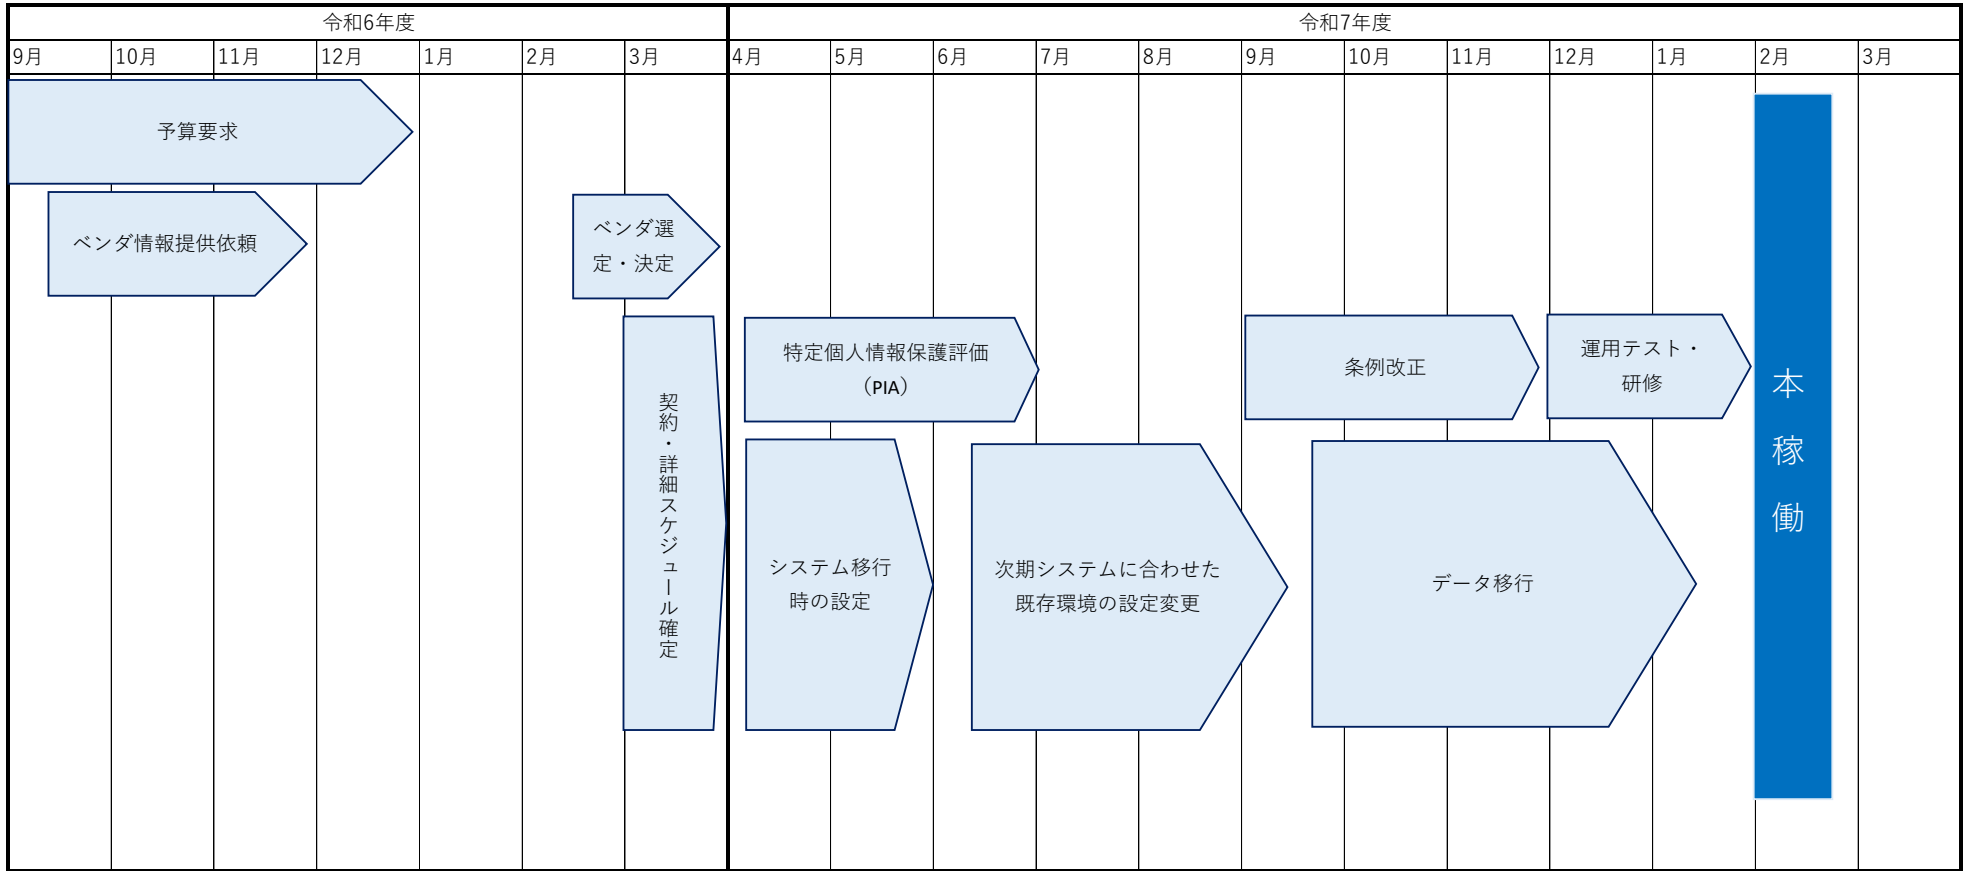 令和6年度
令和7年度
9月
10月
11月
12月
1月
2月
3月
4月
5月
6月
7月
8月
9月
10月
11月
12月
1月
2月
3月
予算要求
ベンダ情報提供依頼
ベンダ選
定・決定
契約・詳細スケジュール確定
特定個人情報保護評価
（PIA）
システム移行
時の設定
次期システムに合わせた
既存環境の設定変更
条例改正
データ移行
運用テスト・
研修
本稼働